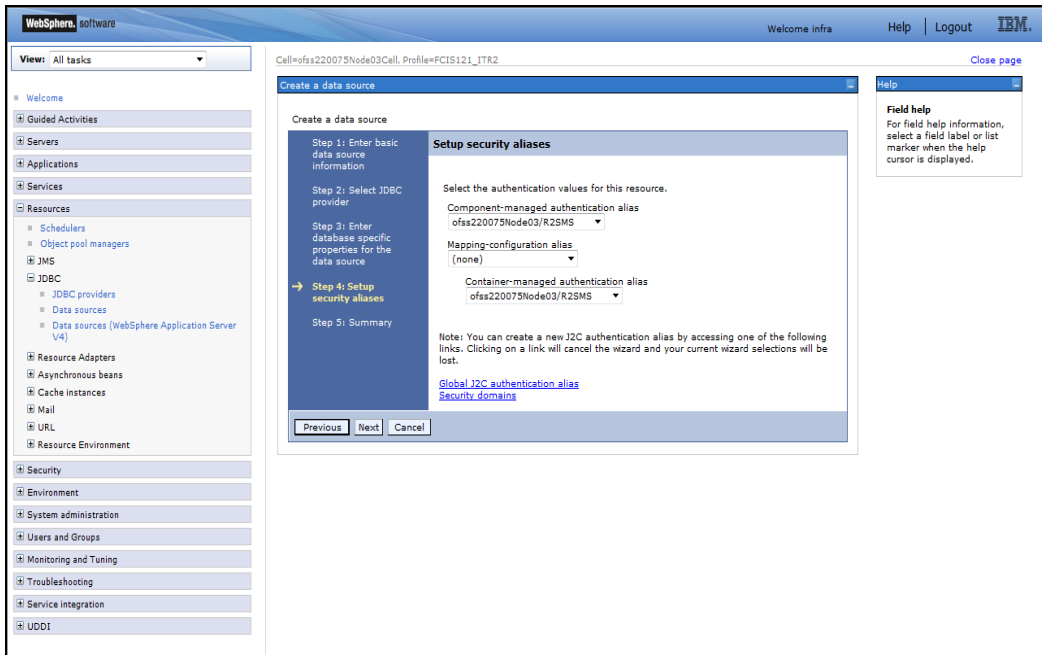 WebSphere. software
Welcome infra
Help
Logout
IBM.
View: All tasks
Cell=ofss220075Node03Cell, Profile=FCIS121_ITR2
Close page
Welcome
Guided Activities
Servers
Applications
Services
Resources
Schedulers
Object pool managers
JMS
JDBC
JDBC providers
Data sources
Data sources (WebSphere Application Server
V4)
Resource Adapters
Asynchronous beans
Cache instances
Mail
URL
Resource Environment
Security
Environment
System administration
Users and Groups
Monitoring and Tuning
Troubleshooting
Service integration
UDDI
Create a data source
Create a data source
Step 1: Enter basic
data source
information
Step 2: Select JDBC
provider
Step 3: Enter
database specific
properties for the
data source
Step 4: Setup
security aliases
Step 5: Summary
Setup security aliases
Select the authentication values for this resource.
Component-managed authentication alias
ofss220075Node03/R2SMS
Mapping-configuration alias
(none)
Container-managed authentication alias
ofss220075Node03/R2SMS
Note: You can create a new J2C authentication alias by accessing one of the following
links. Clicking on a link will cancel the wizard and your current wizard selections will be
lost.
Global J2C authentication alias
Security domains
Previous
Next
Cancel
Help
Field help
For field help information,
select a field label or list
marker when the help
cursor is displayed.